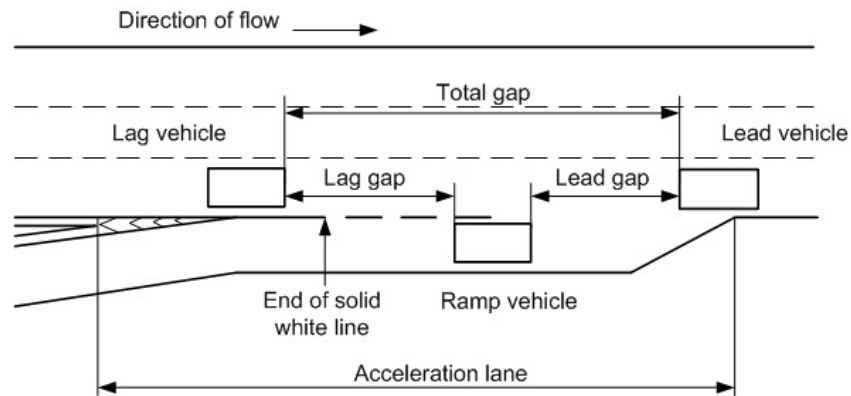 Direction of flow
Total gap
Lag vehicle
Lead vehicle
Lag gap
Lead gap
End of solid
white line
Ramp vehicle
Acceleration lane